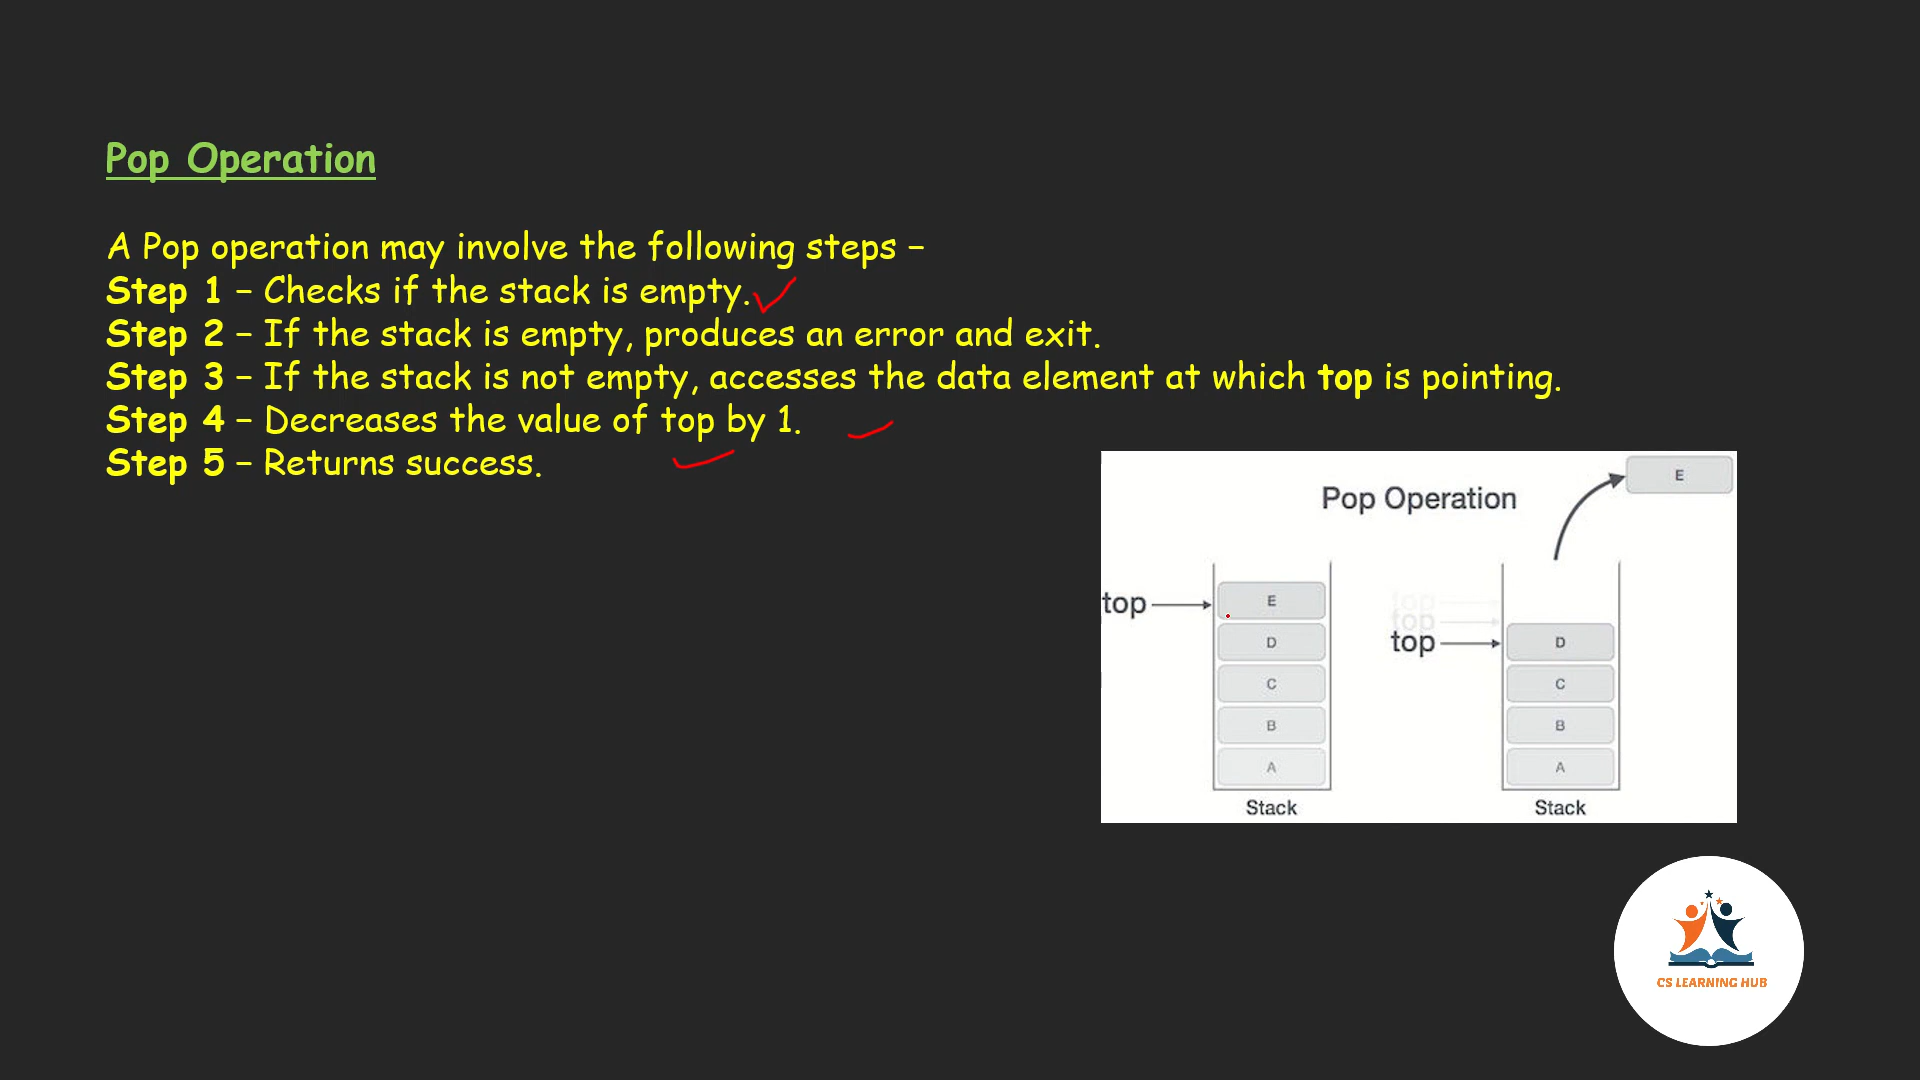 Pop Operation
A Pop operation may involve the following steps –
Step 1 – Checks if the stack is empty.
Step 2 – If the stack is empty, produces an error and exit.
Step 3 – If the stack is not empty, accesses the data element at which top is pointing.
Step 4 – Decreases the value of top by 1.
Step 5 – Returns success.
E
Pop Operation
top
E
D
C
B
A
Stack
top
top
top
D
C
B
A
Stack
CS LEARNING HUB